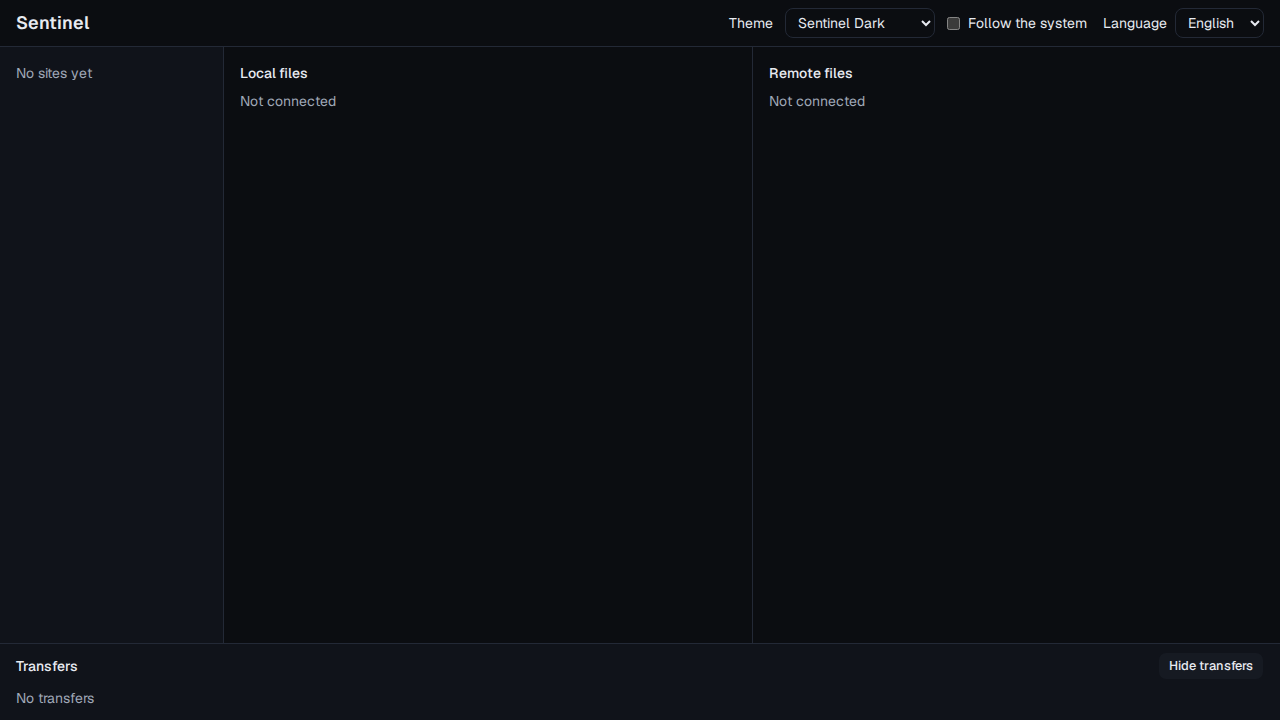 Sentinel
Theme Sentinel Dark Follow the system Language English
No sites yet
Local files
Not connected
Remote files
Not connected
Transfers
Hide transfers
No transfers